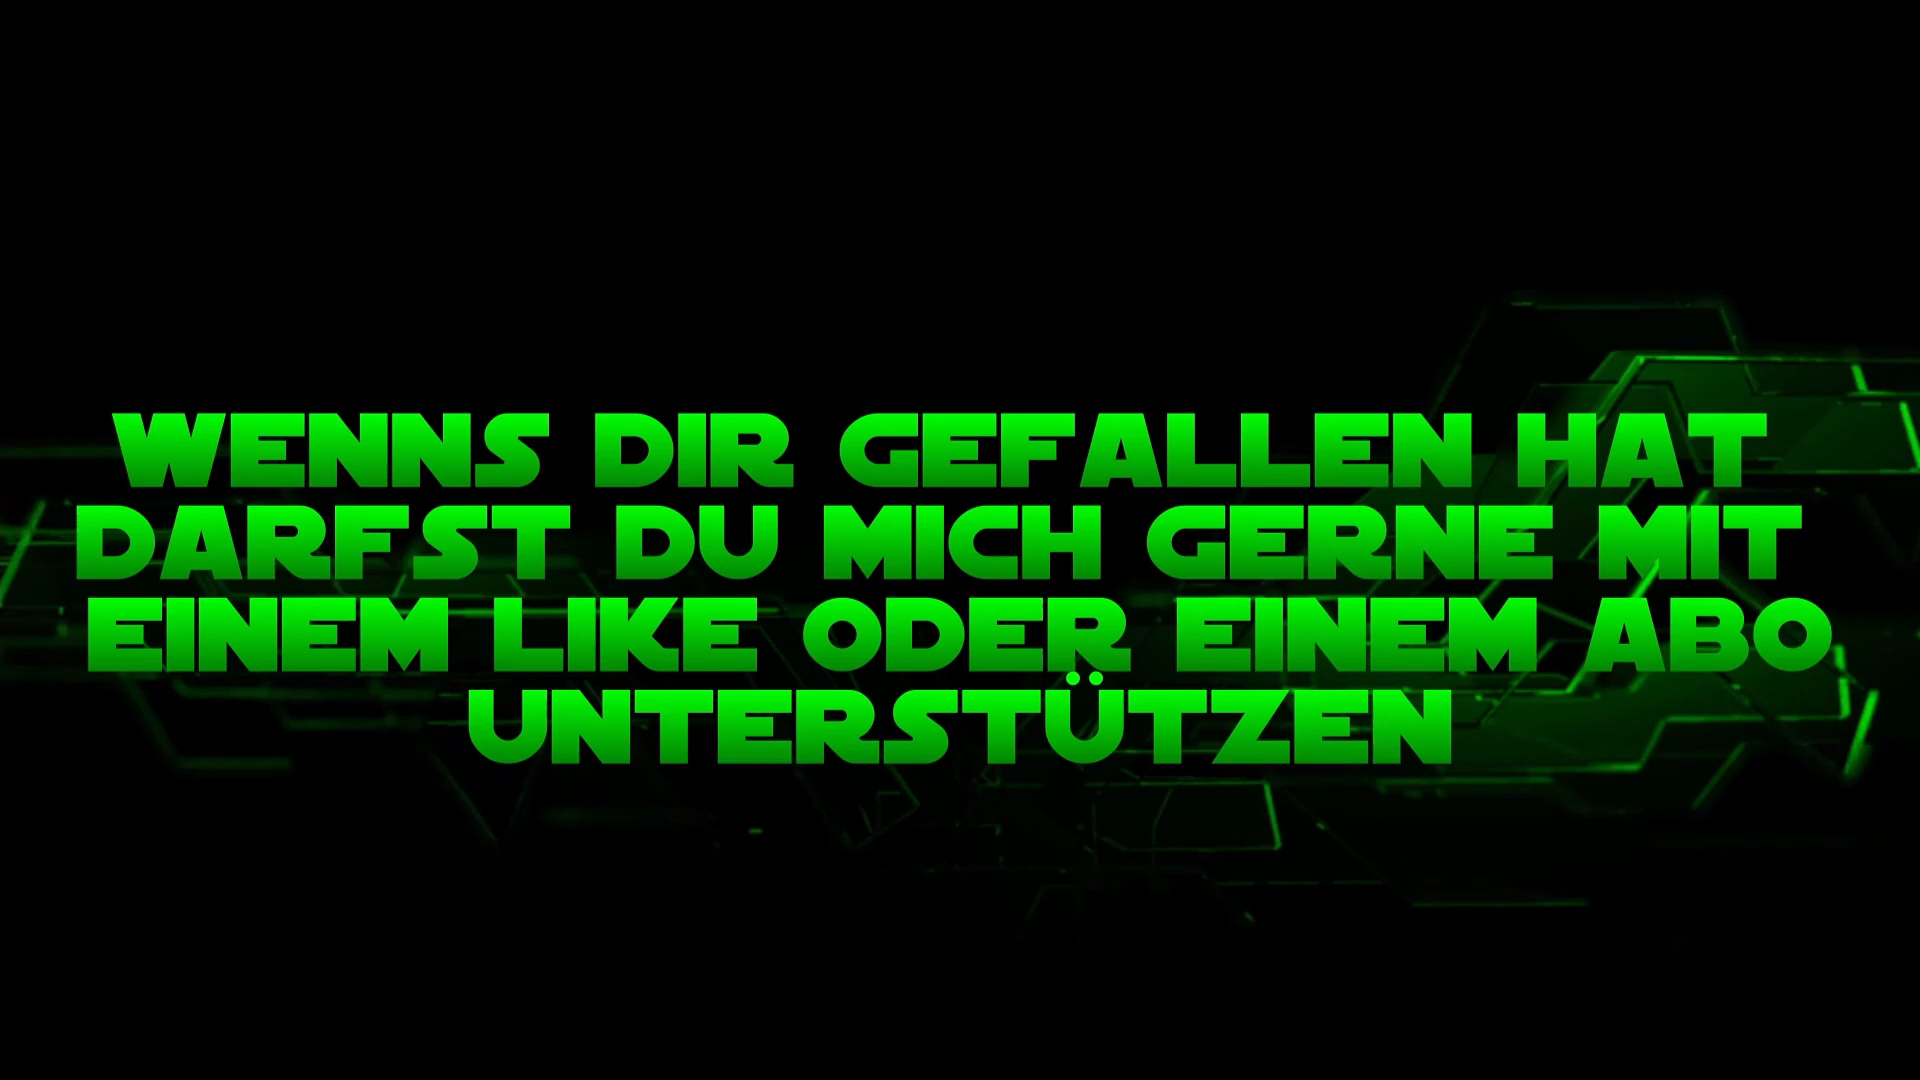 WENNS DIR GEFALLEN HAT
DARFST DU MICH GERNE MIT
EINEM LIKE ODER EINEM ABO
UNTERSTÜTZEN